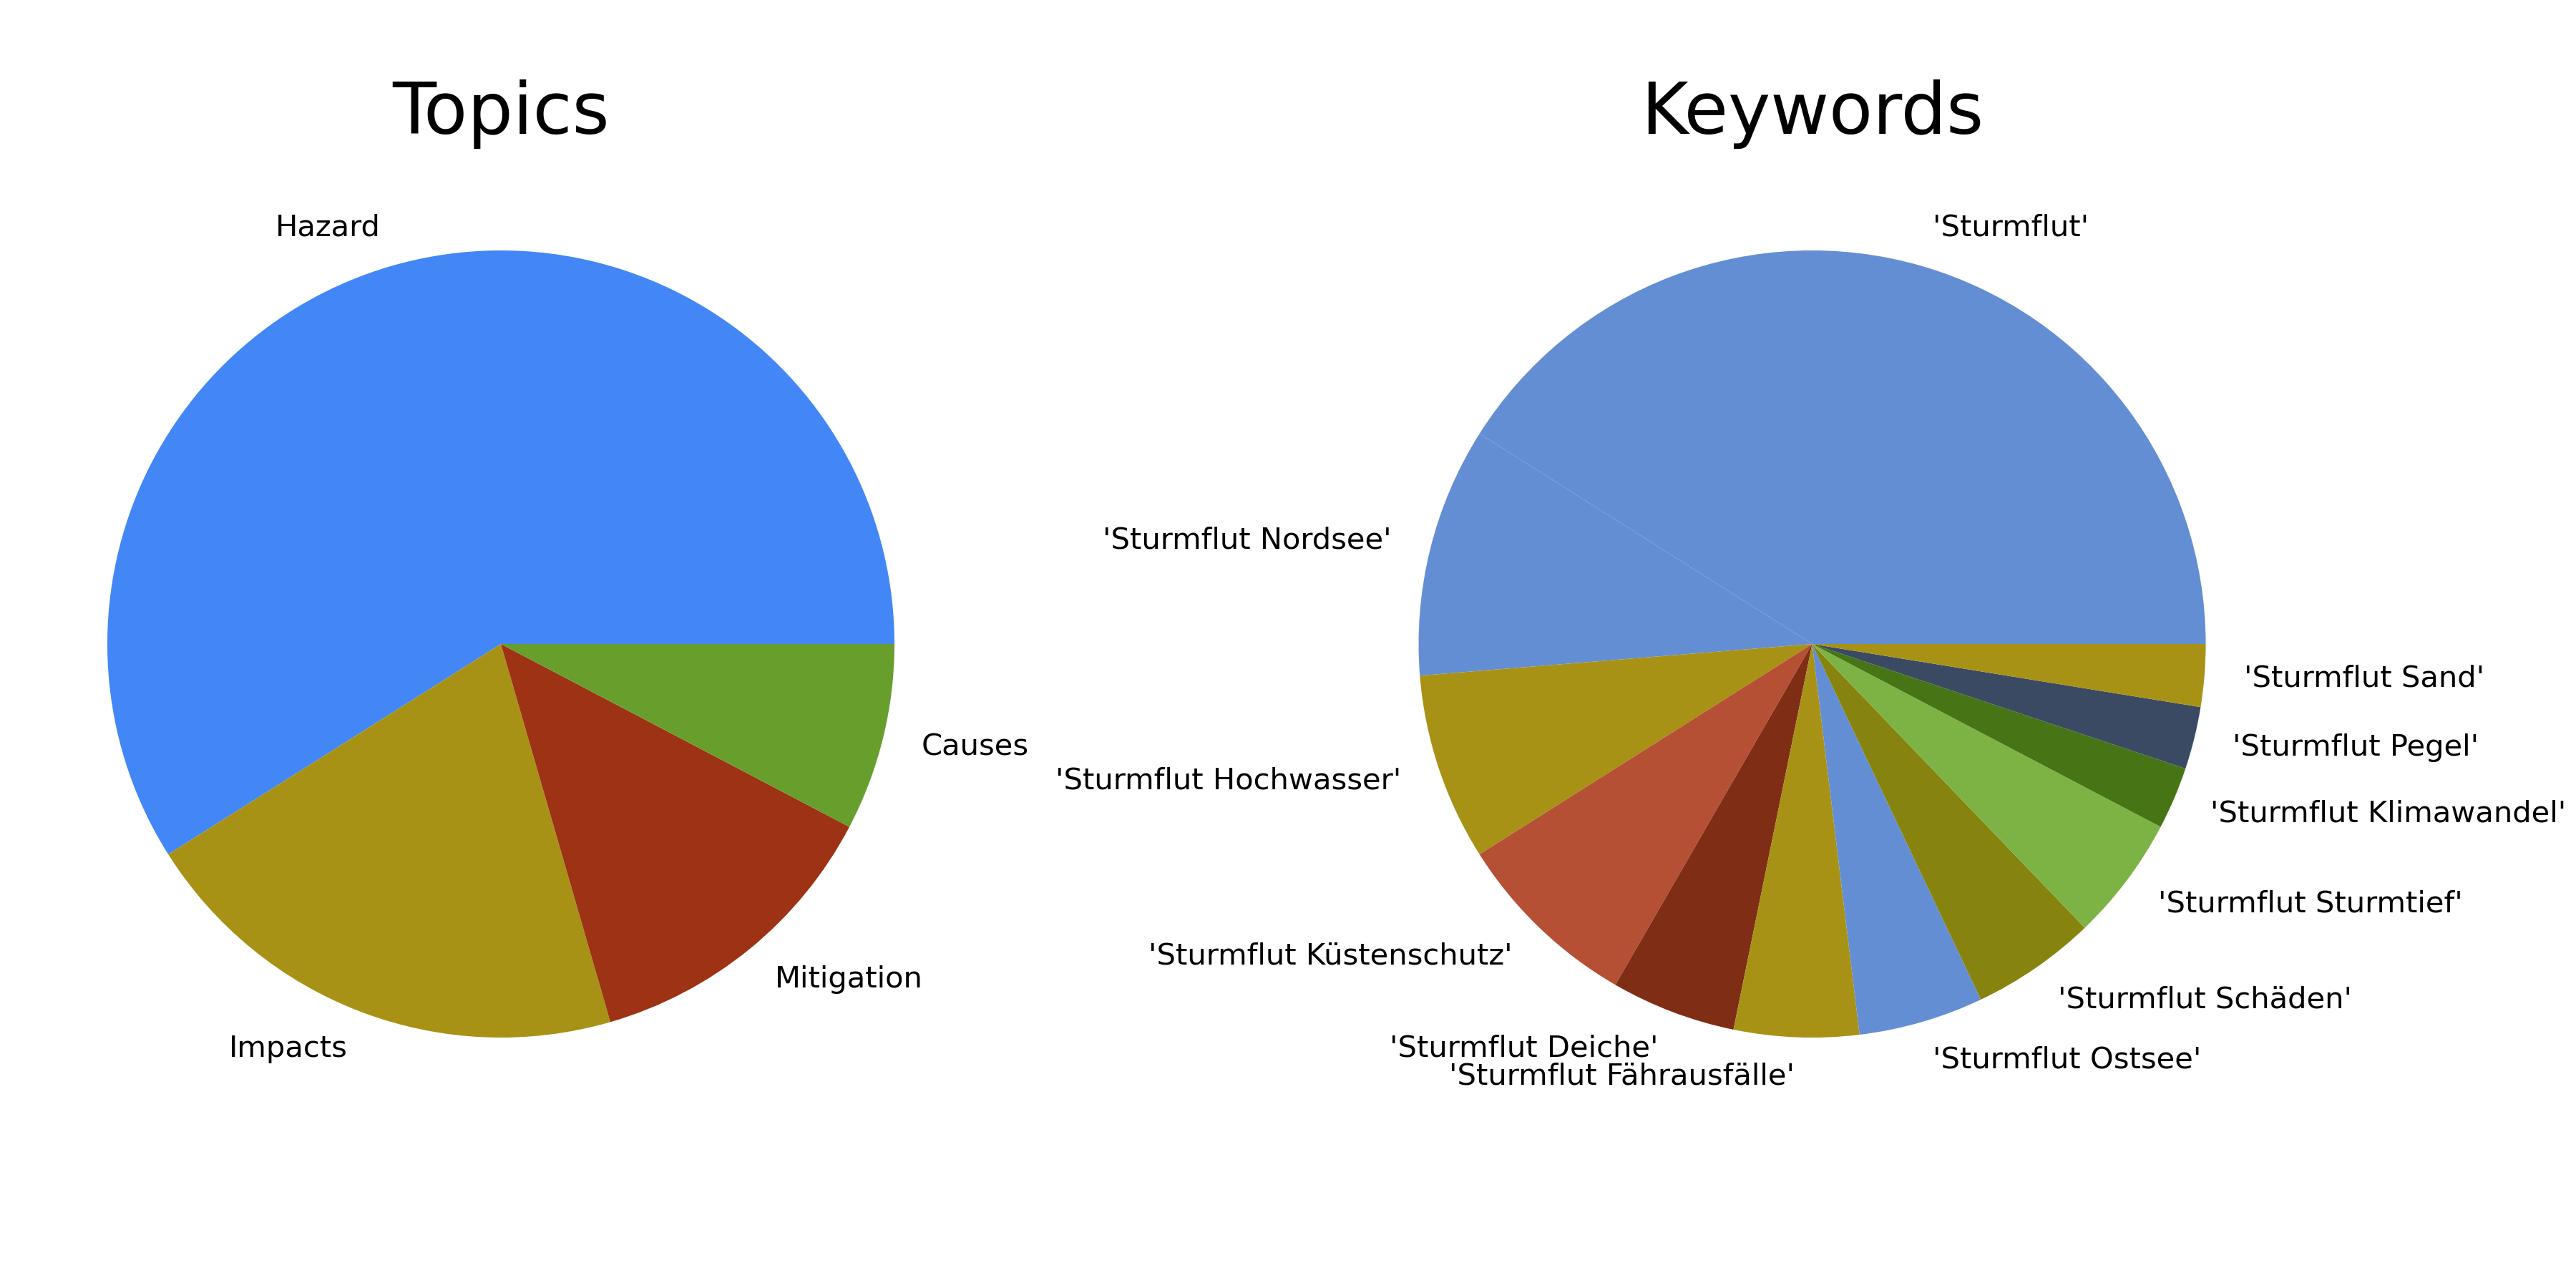 Topics
Hazard
Causes
Mitigation
Impacts
Keywords
'Sturmflut'
'Sturmflut Nordsee'
'Sturmflut Hochwasser'
'Sturmflut Küstenschutz'
'Sturmflut Deiche'
'Sturmflut Fährausfälle'
'Sturmflut Ostsee'
'Sturmflut Schäden'
'Sturmflut Sturmtief'
'Sturmflut Klimawandel'
'Sturmflut Pegel'
'Sturmflut Sand'